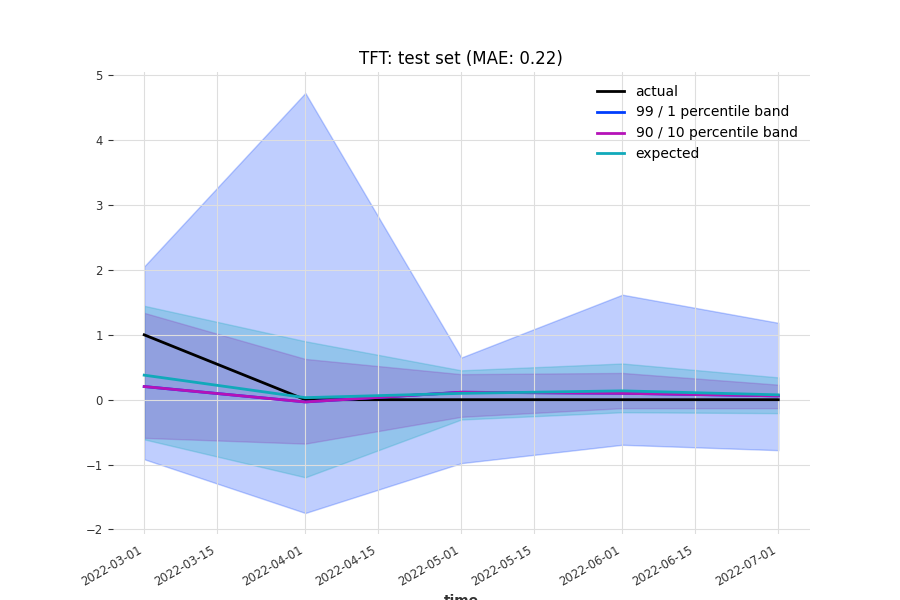 TFT: test set (MAE: 0.22)
actual
99 / 1 percentile band
90 / 10 percentile band
expected
5
4
3
2
1
0
−1
−2
2022-03-01
2022-03-15
2022-04-01
2022-04-15
2022-05-01
2022-05-15
2022-06-01
2022-06-15
2022-07-01
time